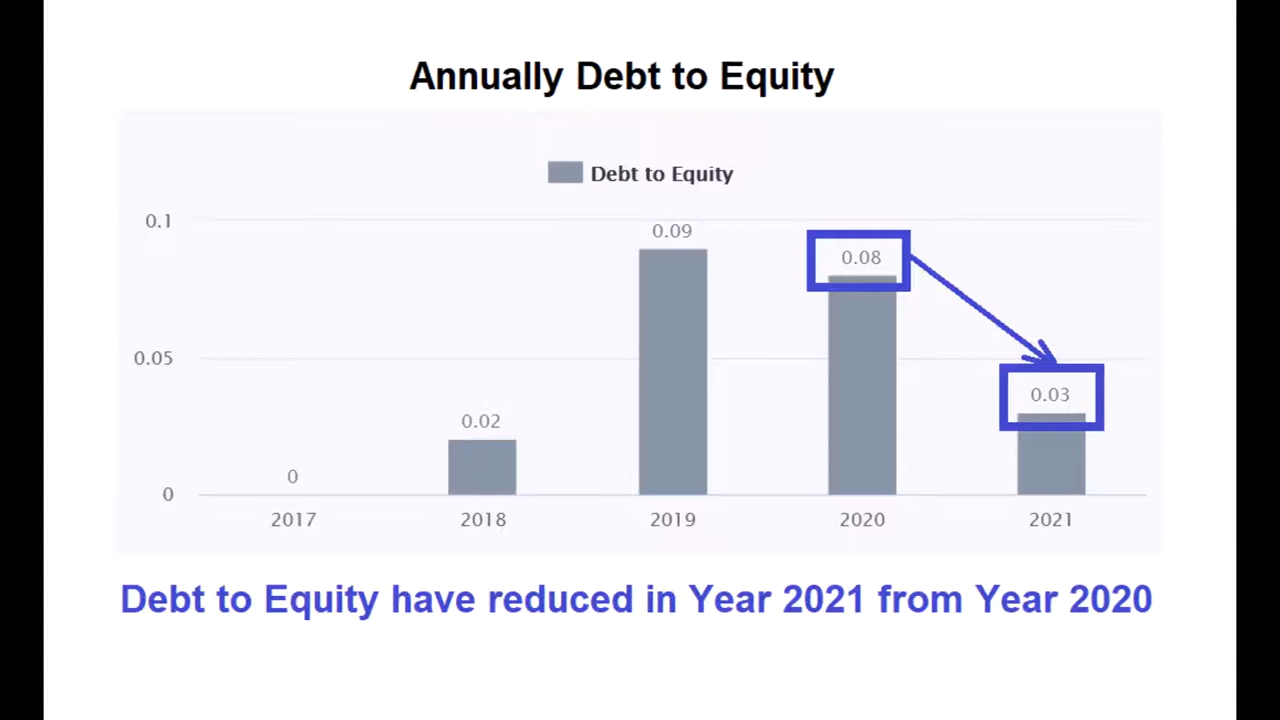 Annually Debt to Equity
Debt to Equity
0.1
0.09
0.08
0.05
0.03
0.02
0
0
2017 2018 2019 2020 2021
Debt to Equity have reduced in Year 2021 from Year 2020